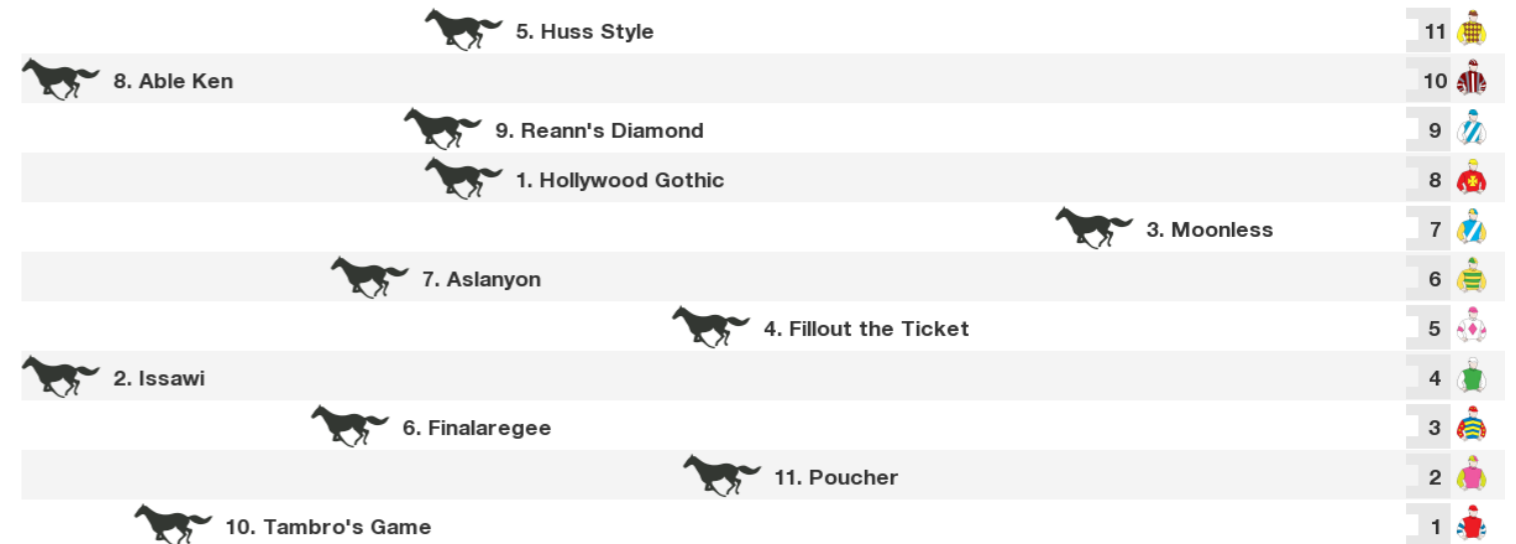 5. Huss Style 11
8. Able Ken 10
9. Reann's Diamond 9
1. Hollywood Gothic 8
3. Moonless 7
7. Aslanyon 6
4. Fillout the Ticket 5
2. Issawi 4
6. Finalaregee 3
11. Poucher 2
10. Tambro's Game 1